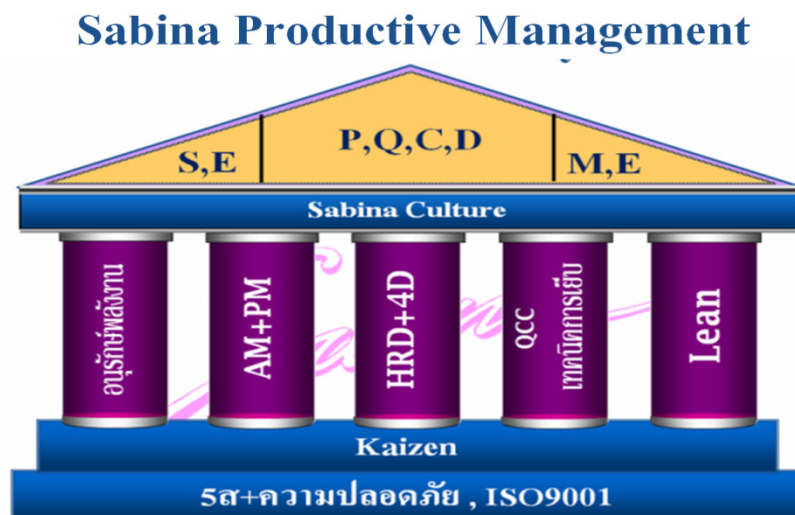 Sabina Productive Management
S,E
P,Q,C,D
M,E
Sabina Culture
อนุรักษ์พลังงาน
AM+PM
HRD+4D
QCC
เทคนิคการเย็บ
Lean
Kaizen
5ส+ความปลอดภัย , ISO9001